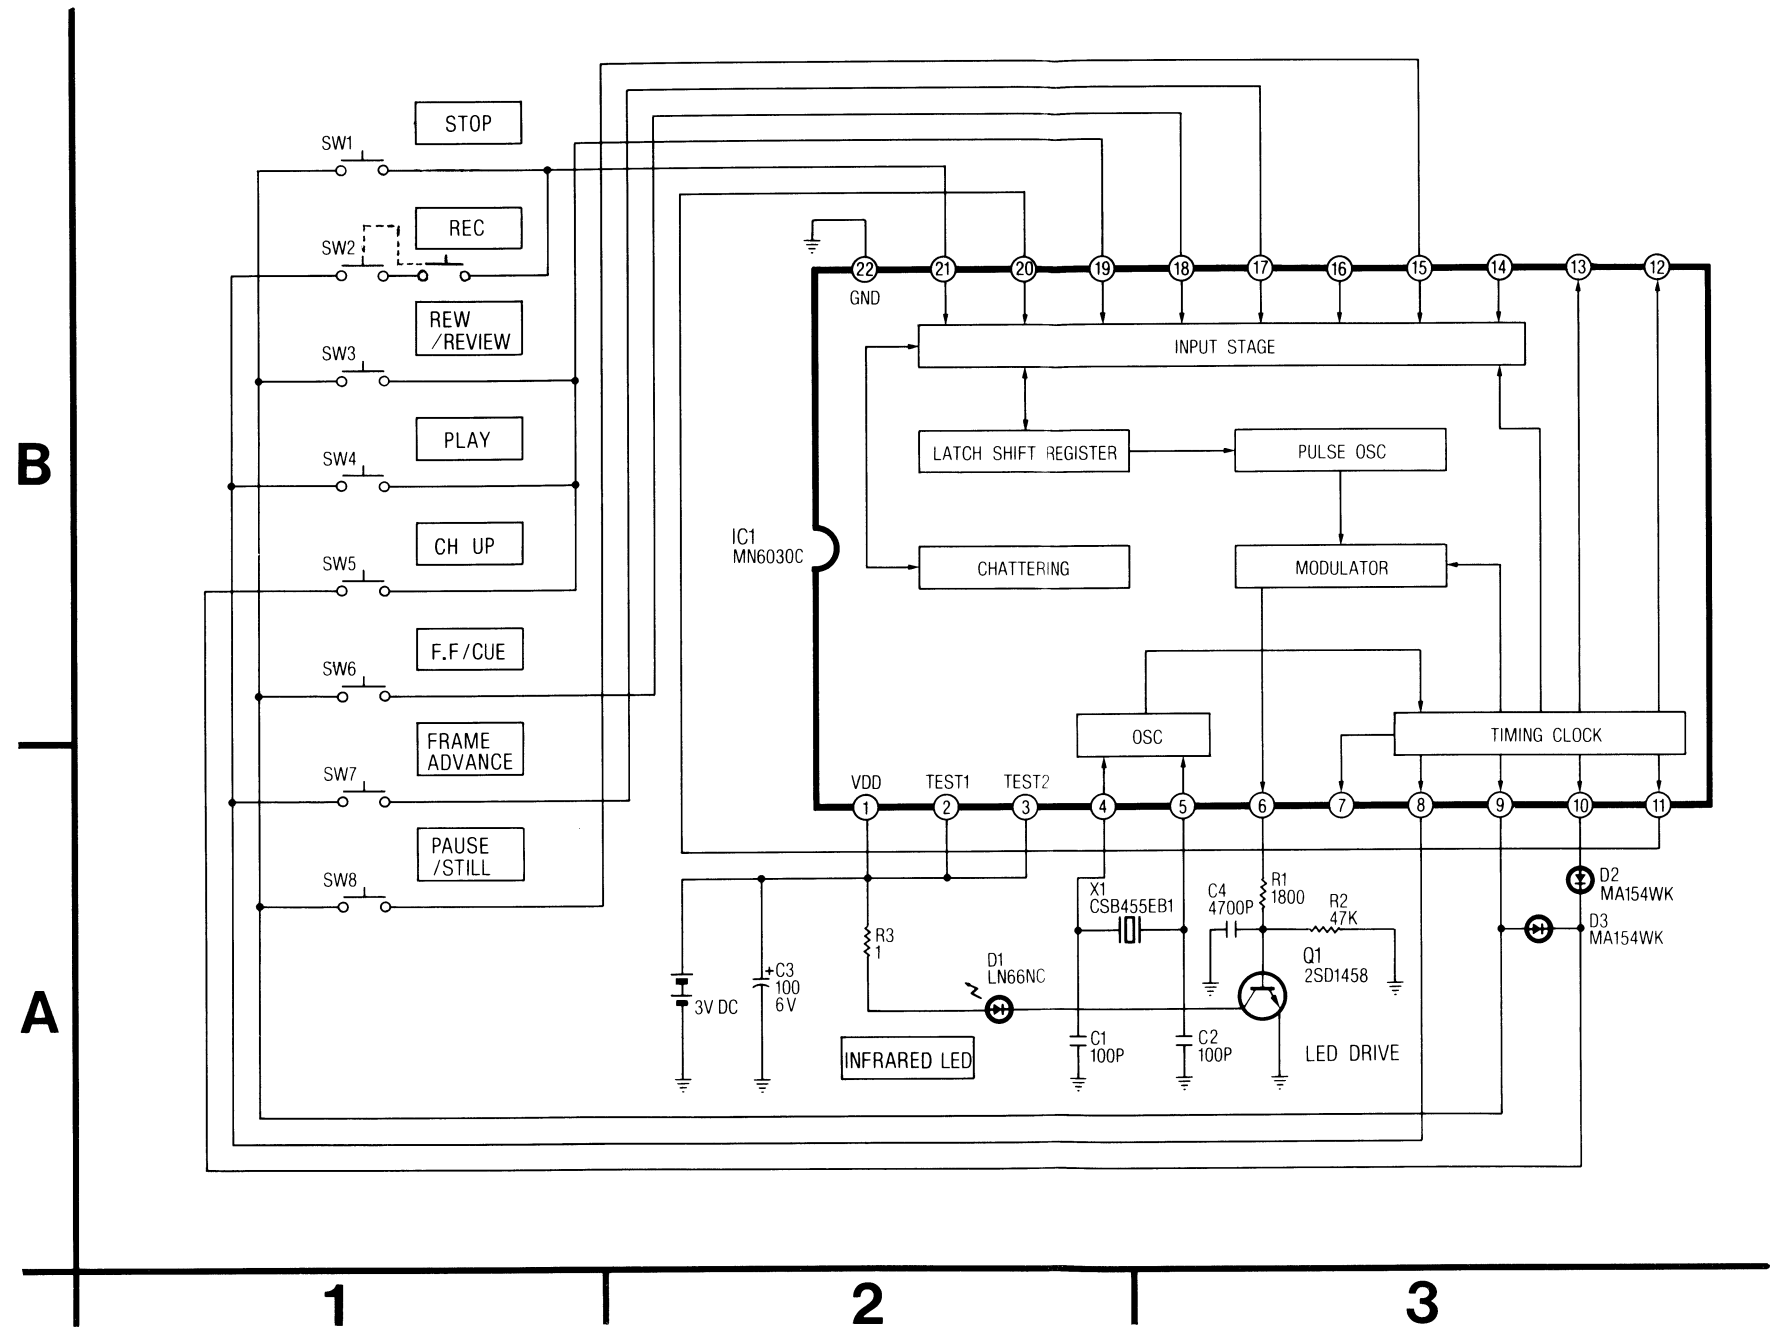 STOP
SW1
REC
SW2
REW
/REVIEW
SW3
PLAY
SW4
CH UP
SW5
F.F/CUE
SW6
FRAME
ADVANCE
SW7
PAUSE
/STILL
SW8
22 21 20 19 18 17 16 15 14 13 12
GND
INPUT STAGE
LATCH SHIFT REGISTER
PULSE OSC
IC1
MN6030C
CHATTERING
MODULATOR
OSC
TIMING CLOCK
VDD TEST1 TEST2
1 2 3 4 5 6 7 8 9 10 11
X1
CSB455EB1
C4
4700P
R1
1800
R2
47K
D2
MA154WK
D3
MA154WK
R3
1
D1
LN66NC
Q1
2SD1458
3V DC
+C3
100
6V
C1
100P
C2
100P
INFRARED LED
LED DRIVE
B
A
1 2 3